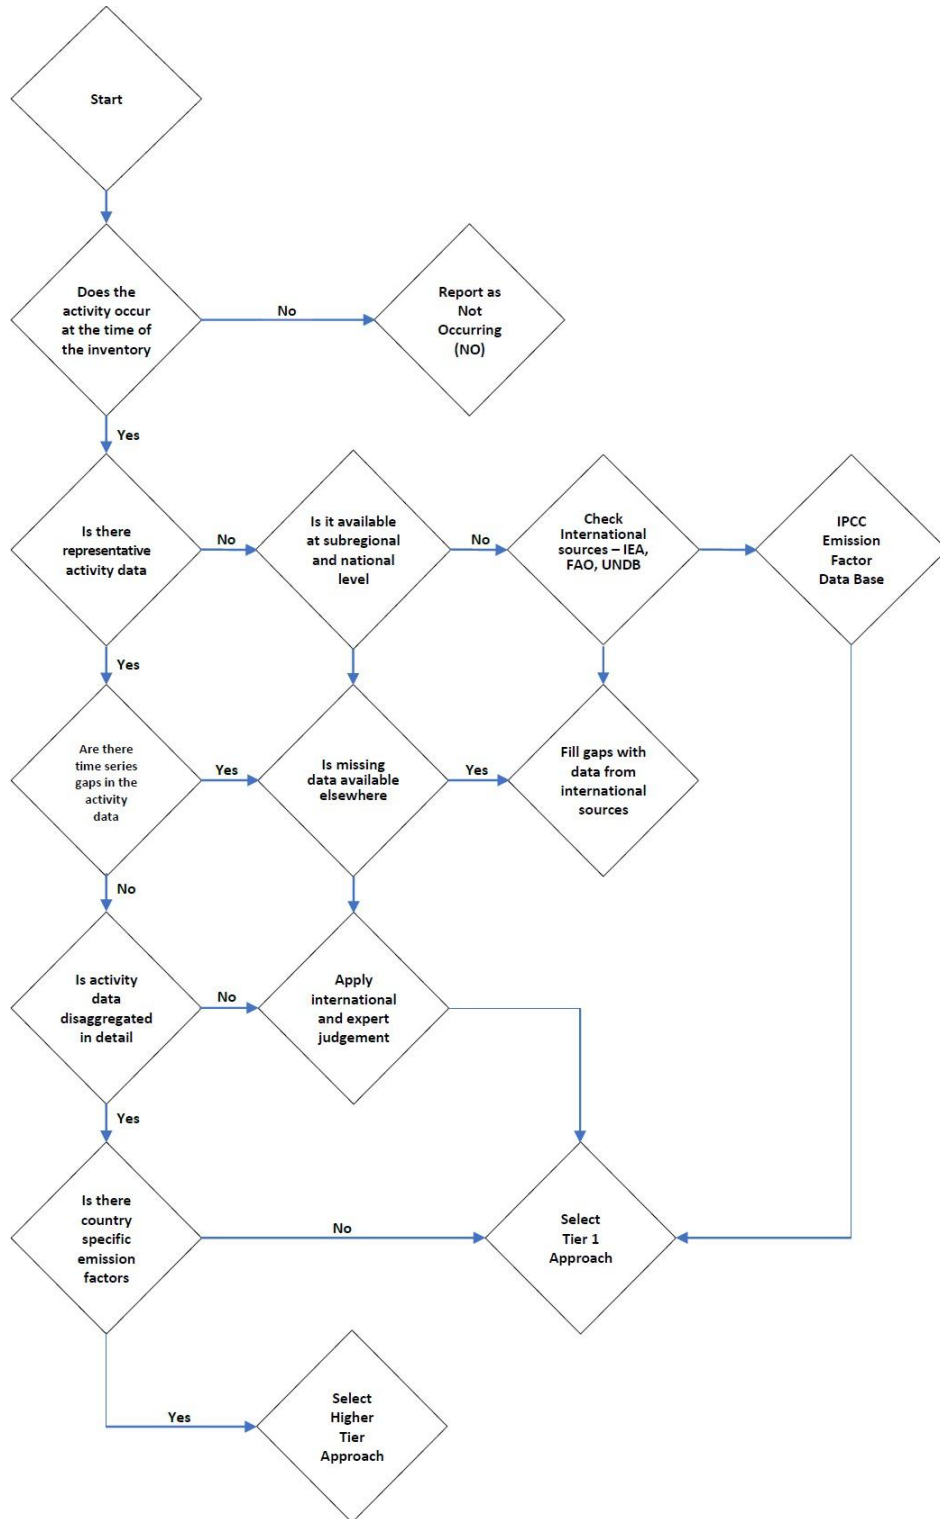 Start
Does the
activity occur
at the time of
the inventory
No
Report as
Not
Occurring
(NO)
Yes
Is there
representative
activity data
No
Is it available
at subregional
and national
level
No
Check
International
sources – IEA,
FAO, UNDB
IPCC
Emission
Factor
Data Base
Yes
Are there
time series
gaps in the
activity
data
Yes
Is missing
data available
elsewhere
Yes
Fill gaps with
data from
international
sources
No
Is activity
data
disaggregated
in detail
No
Apply
international
and expert
judgement
Yes
Is there
country
specific
emission
factors
No
Select
Tier 1
Approach
Yes
Select
Higher
Tier
Approach